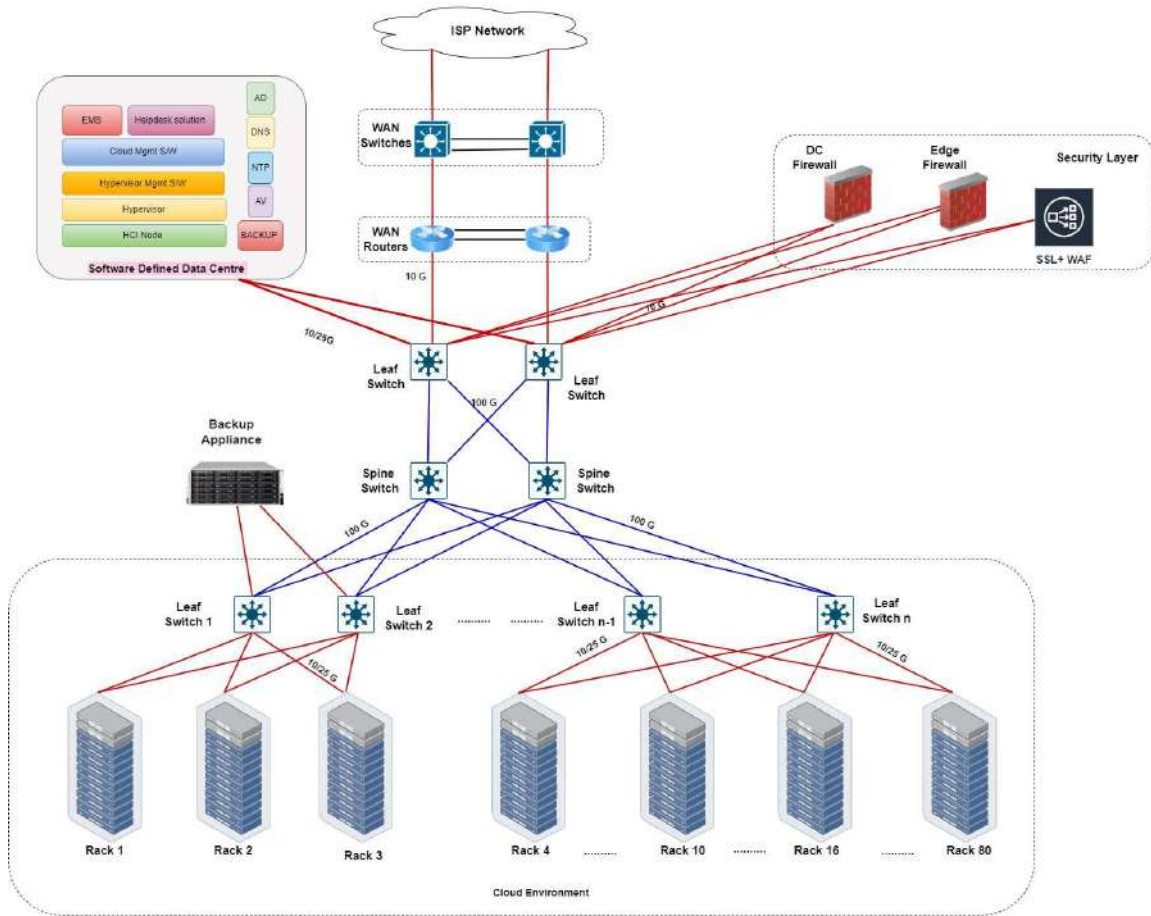 ISP Network
AD
EMS
Helpdesk solution
DNS
Cloud Mgmt S/W
NTP
Hypervisor Mgmt S/W
AV
Hypervisor
HCI Node
BACKUP
Software Defined Data Centre
WAN
Switches
WAN
Routers
DC
Firewall
Edge
Firewall
Security Layer
SSL+ WAF
10 G
10/25G
10 G
Leaf
Switch
Leaf
Switch
100 G
Backup
Appliance
Spine
Switch
Spine
Switch
100 G
100 G
Leaf
Switch 1
Leaf
Switch 2
Leaf
Switch n-1
Leaf
Switch n
10/25 G
10/25 G
10/25 G
Rack 1
Rack 2
Rack 3
Rack 4
Rack 10
Rack 16
Rack 80
Cloud Environment